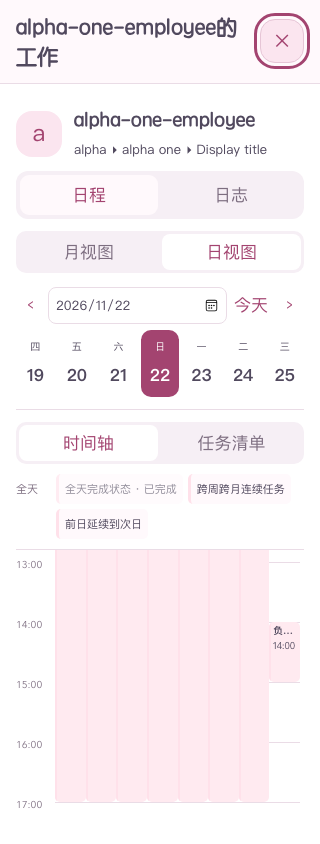 alpha-one-employee的
工作
a
alpha-one-employee
alpha ▸ alpha one ▸ Display title
日程 日志
月视图 日视图
2026/11/22 今天
四 五 六 日 一 二 三
19 20 21 22 23 24 25
时间轴 任务清单
全天 全天完成状态 · 已完成 跨周跨月连续任务
前日延续到次日
13:00
14:00 负...
14:00
15:00
16:00
17:00